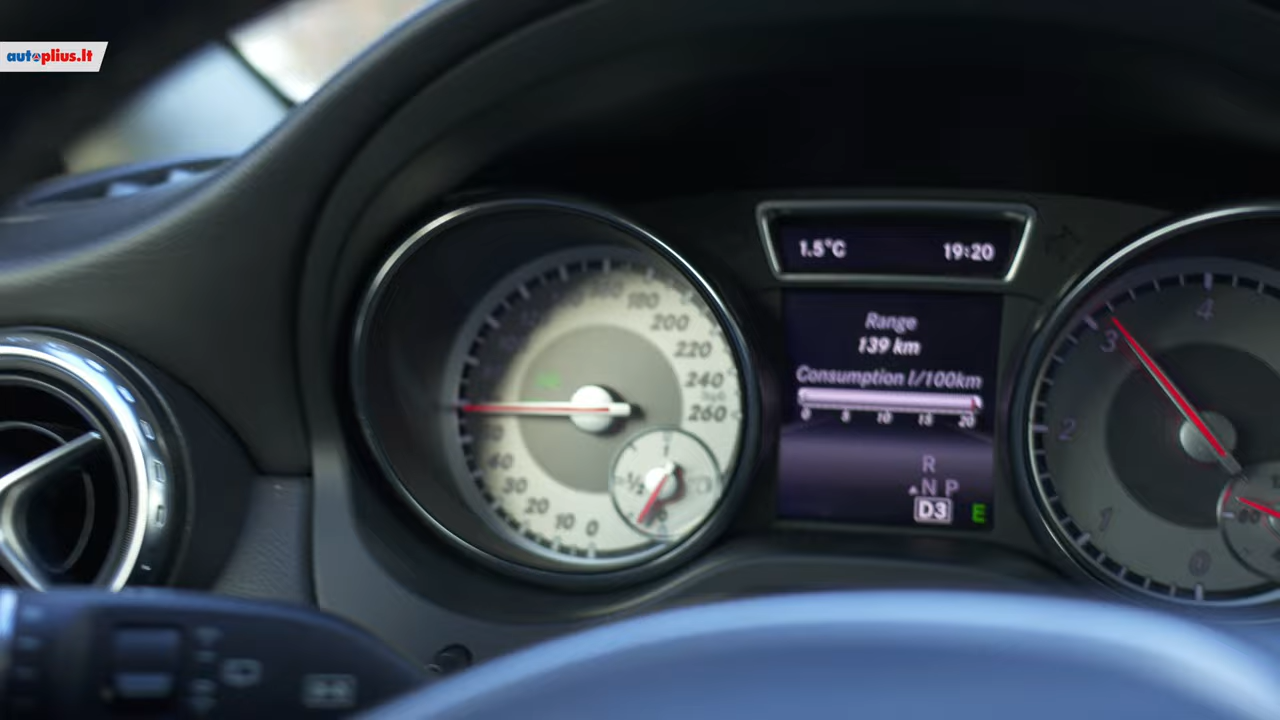 autoplius.lt
1.5°C 19:20
Range
139 km
Consumption l/100km
0 5 10 15 20
R
N P
D3 E
180
200
220
240
260
40
30
20
10
0
1/2
4
3
2
1
0